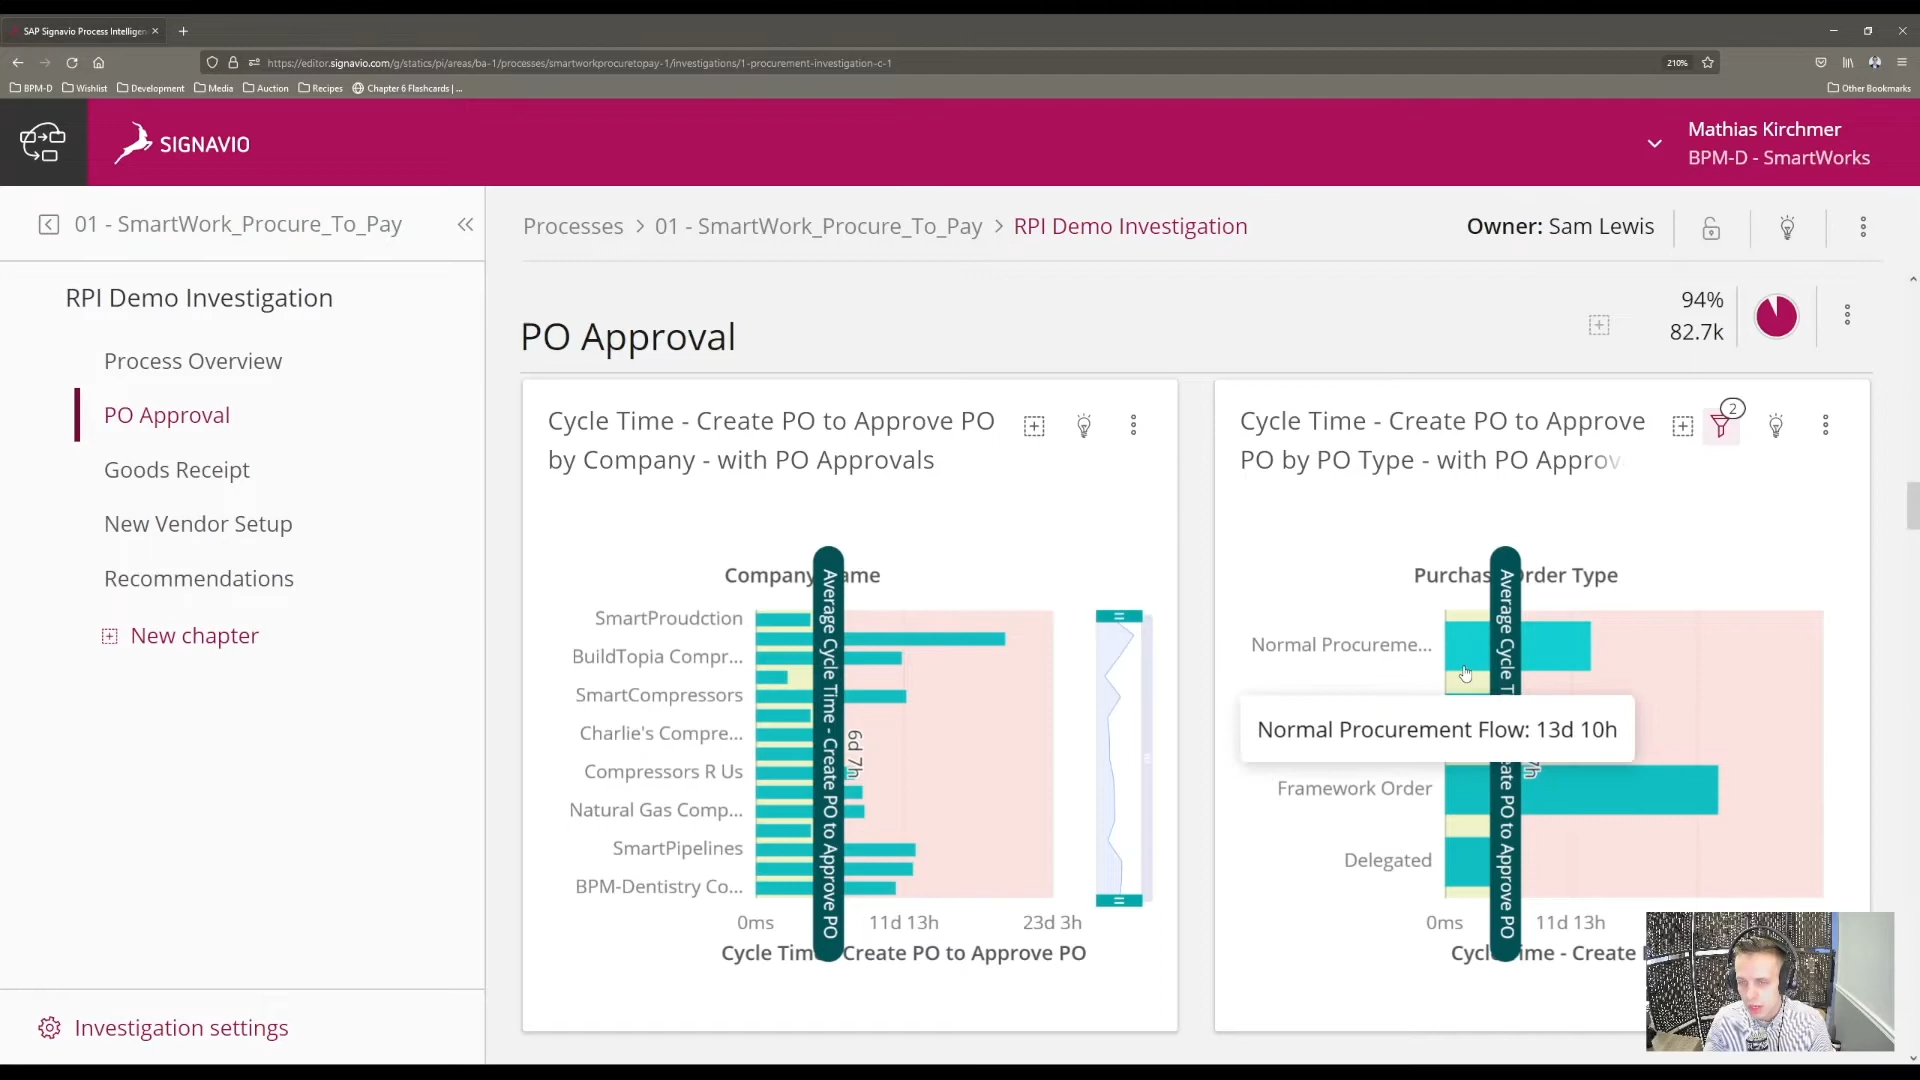 SAP Signavio Process Intelligen
https://editor.signavio.com/g/statics/pi/areas/ba-1/processes/smartworkprocuretopay-1/investigations/1-procurement-investigation-c-1
210%
BPM-D
Wishlist
Development
Media
Auction
Recipes
Chapter 6 Flashcards | ...
Other Bookmarks
SIGNAVIO
Mathias Kirchmer
BPM-D - SmartWorks
01 - SmartWork_Procure_To_Pay
Processes > 01 - SmartWork_Procure_To_Pay > RPI Demo Investigation
Owner: Sam Lewis
RPI Demo Investigation
Process Overview
PO Approval
Goods Receipt
New Vendor Setup
Recommendations
New chapter
Investigation settings
PO Approval
94%
82.7k
Cycle Time - Create PO to Approve PO
by Company - with PO Approvals
Company
SmartProudction
BuildTopia Compr...
SmartCompressors
Charlie's Compre...
Compressors R Us
Natural Gas Comp...
SmartPipelines
BPM-Dentistry Co...
Average Cycle Time - Create PO to Approve PO
6d 7h
0ms
11d 13h
23d 3h
Cycle Time Create PO to Approve PO
Cycle Time - Create PO to Approve
PO by PO Type - with PO Approv
2
Purchase Order Type
Normal Procureme...
Normal Procurement Flow: 13d 10h
Framework Order
Delegated
Average Cycle T
eate PO to Approve PO
7h
0ms
11d 13h
Cycl ime - Create